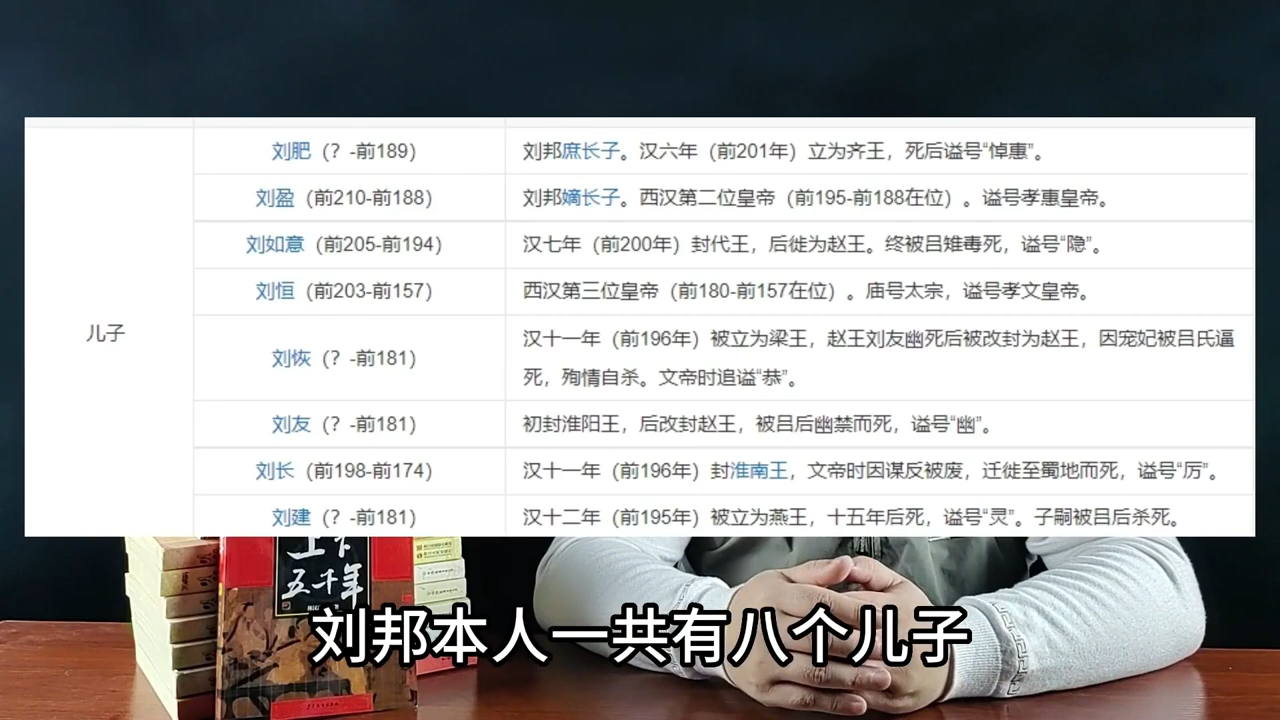 刘肥（？-前189）
刘邦庶长子。汉六年（前201年）立为齐王，死后谥号“悼惠”。
刘盈（前210-前188）
刘邦嫡长子。西汉第二位皇帝（前195-前188在位）。谥号孝惠皇帝。
刘如意（前205-前194）
汉七年（前200年）封代王，后徙为赵王。终被吕雉毒死，谥号“隐”。
刘恒（前203-前157）
西汉第三位皇帝（前180-前157在位）。庙号太宗，谥号孝文皇帝。
儿子
刘恢（？-前181）
汉十一年（前196年）被立为梁王，赵王刘友幽死后被改封为赵王，因宠妃被吕氏逼
死，殉情自杀。文帝时追谥“恭”。
刘友（？-前181）
初封淮阳王，后改封赵王，被吕后幽禁而死，谥号“幽”。
刘长（前198-前174）
汉十一年（前196年）封淮南王，文帝时因谋反被废，迁徙至蜀地而死，谥号“厉”。
刘建（？-前181）
汉十二年（前195年）被立为燕王，十五年后死，谥号“灵”。子嗣被吕后杀死。
五千年
刘邦本人一共有八个儿子